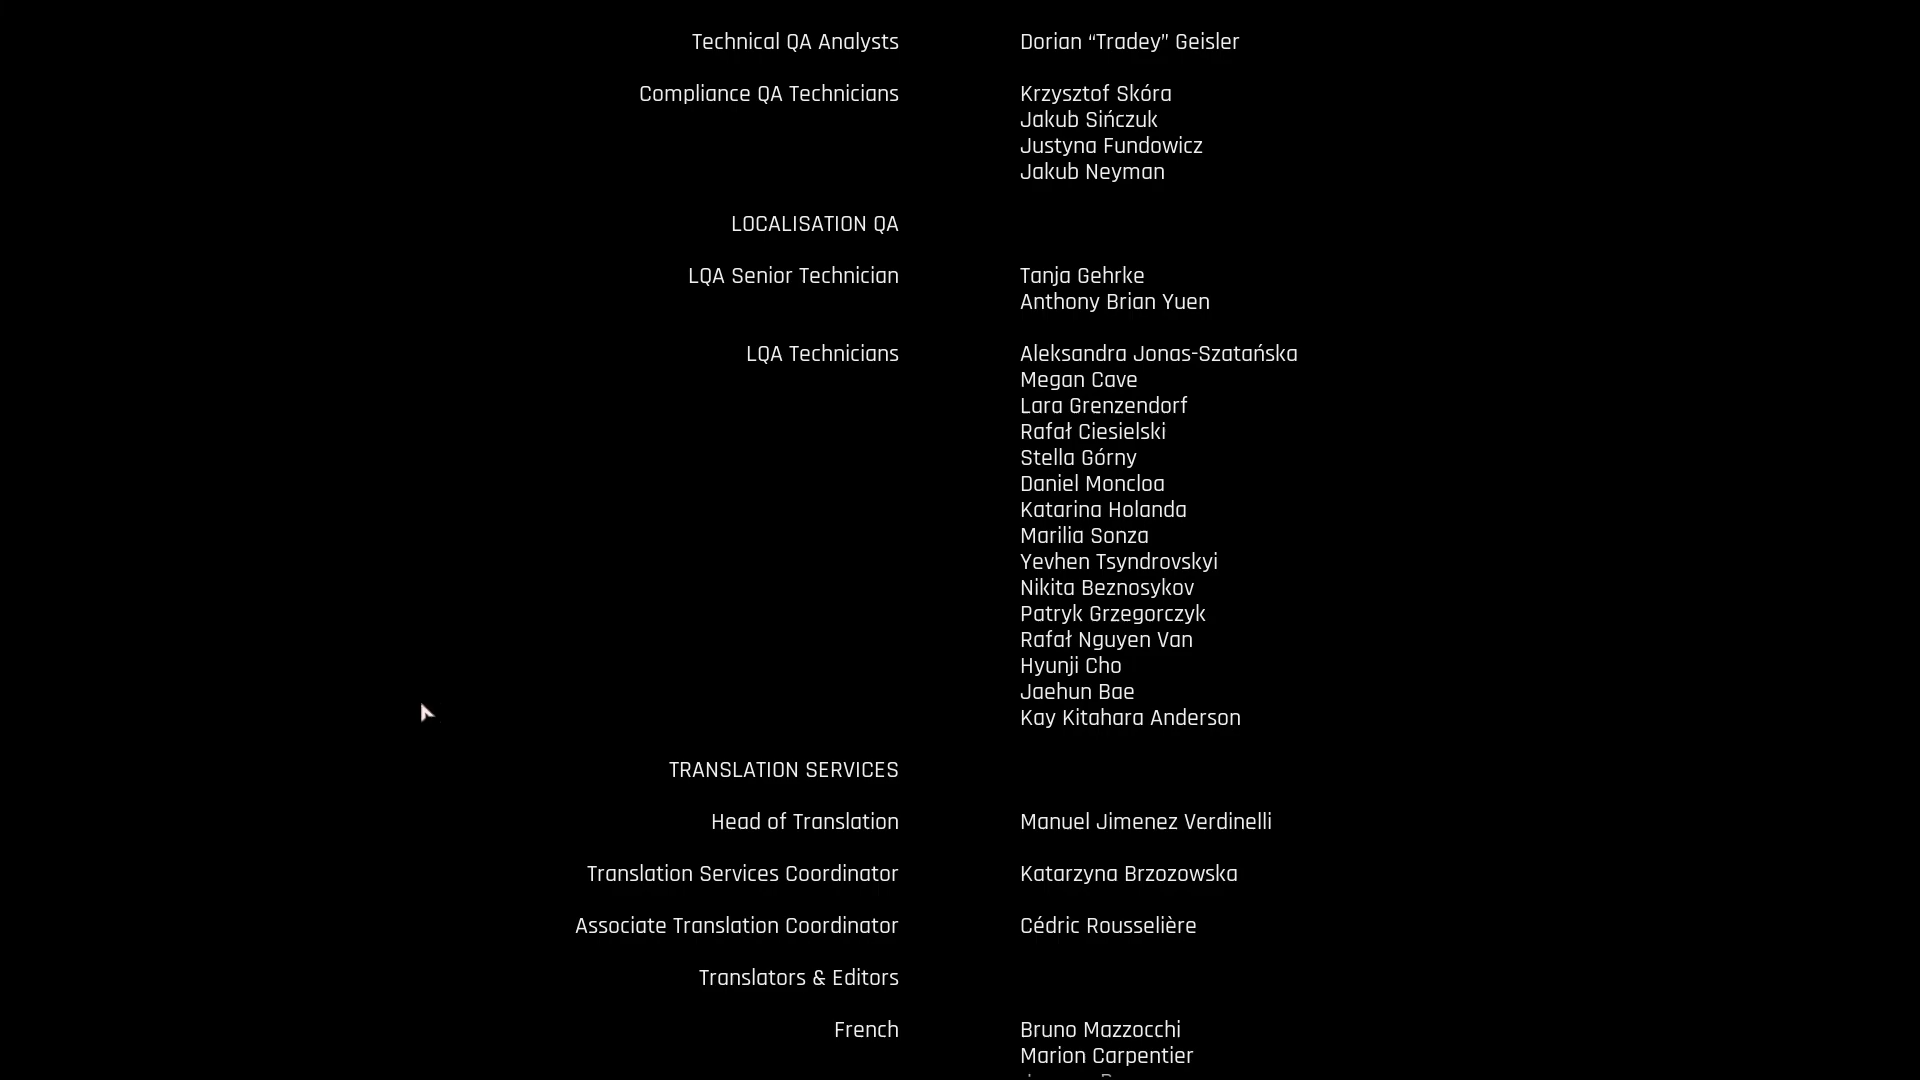 Technical QA Analysts Dorian “Tradey” Geisler
Compliance QA Technicians Krzysztof Skóra
Jakub Sińczuk
Justyna Fundowicz
Jakub Neyman
LOCALISATION QA
LQA Senior Technician Tanja Gehrke
Anthony Brian Yuen
LQA Technicians Aleksandra Jonas-Szatańska
Megan Cave
Lara Grenzendorf
Rafał Ciesielski
Stella Górny
Daniel Moncloa
Katarina Holanda
Marilia Sonza
Yevhen Tsyndrovskyi
Nikita Beznosykov
Patryk Grzegorczyk
Rafał Nguyen Van
Hyunji Cho
Jaehun Bae
Kay Kitahara Anderson
TRANSLATION SERVICES
Head of Translation Manuel Jimenez Verdinelli
Translation Services Coordinator Katarzyna Brzozowska
Associate Translation Coordinator Cédric Rousselière
Translators & Editors
French Bruno Mazzocchi
Marion Carpentier